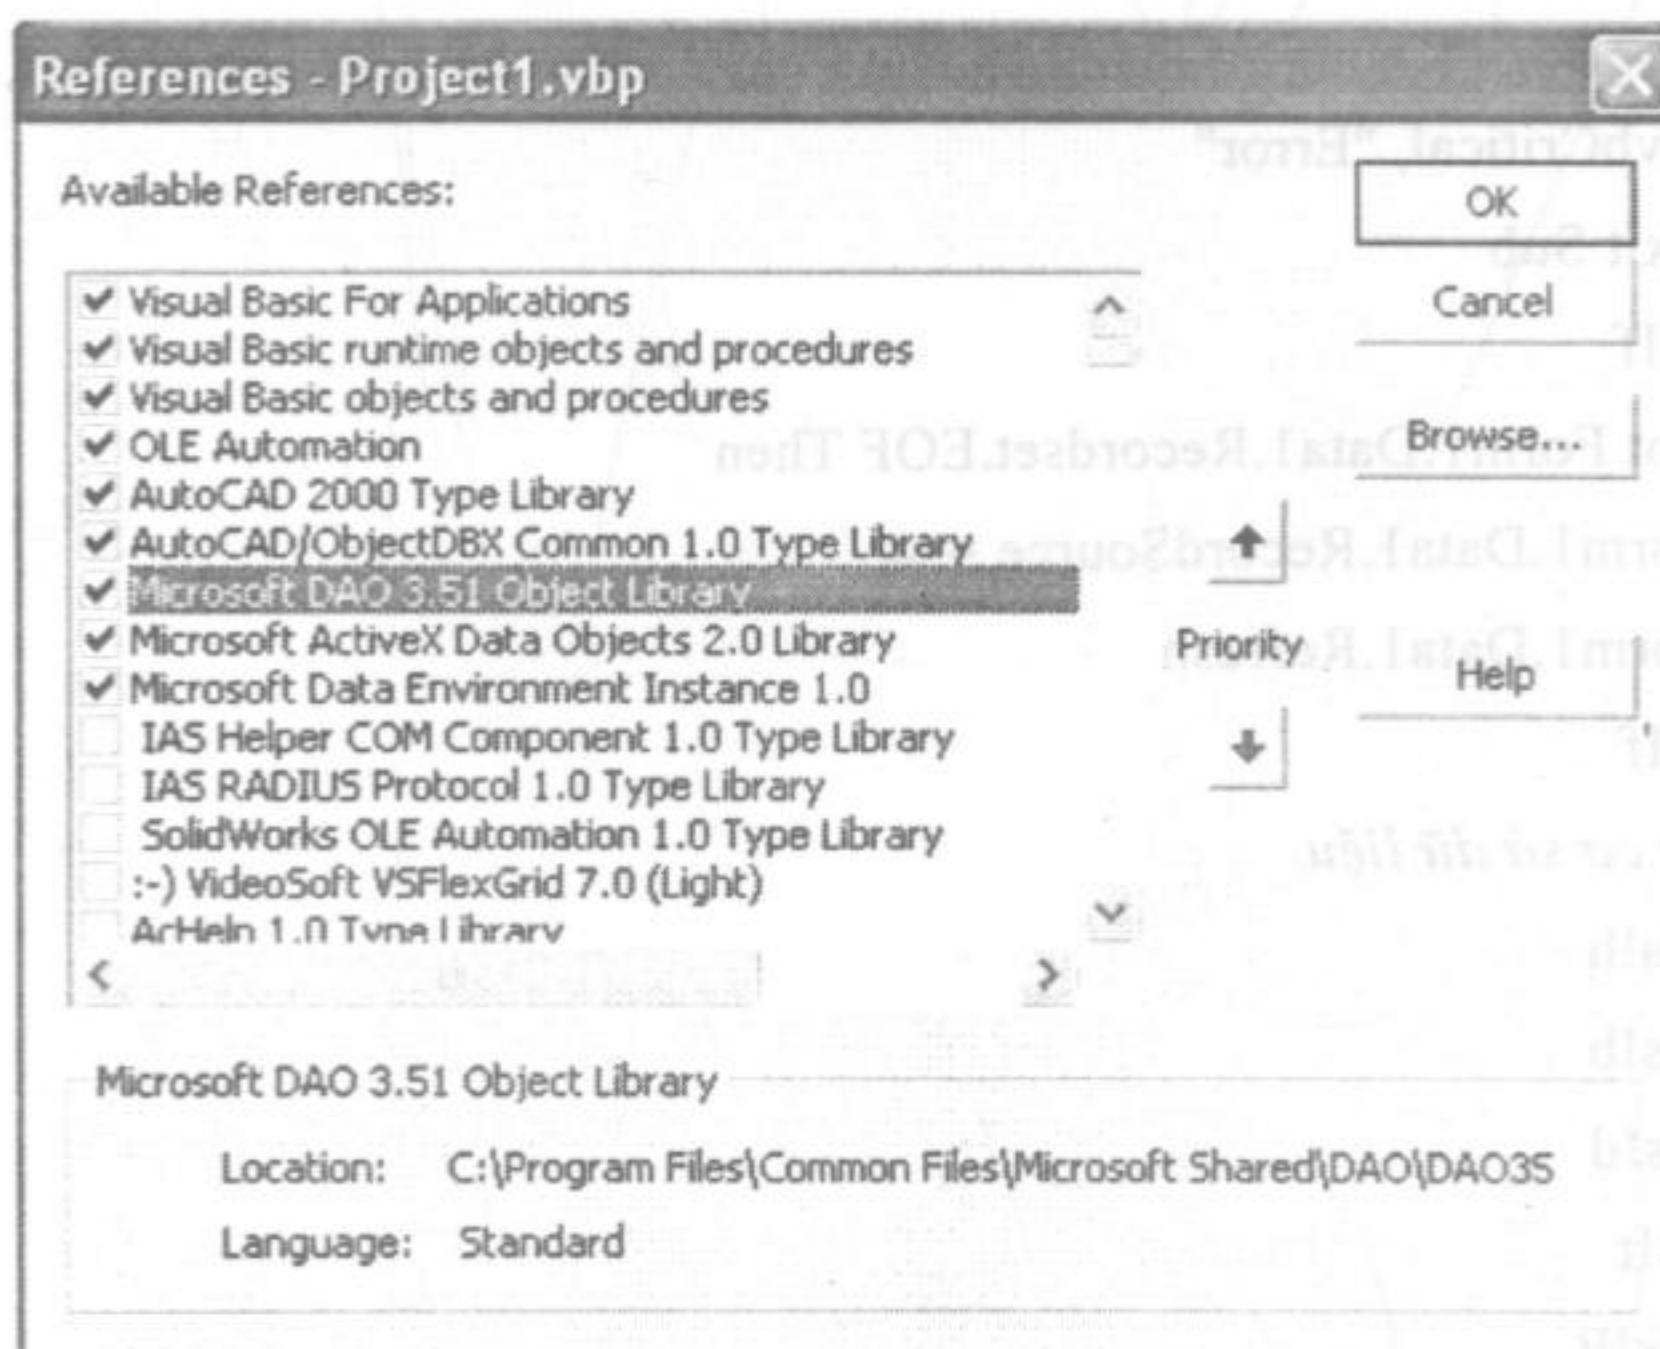 References - Project1.vbp
Available References:
OK
Cancel
Browse...
Priority
Help
Visual Basic For Applications
Visual Basic runtime objects and procedures
Visual Basic objects and procedures
OLE Automation
AutoCAD 2000 Type Library
AutoCAD/ObjectDBX Common 1.0 Type Library
Microsoft DAO 3.51 Object Library
Microsoft ActiveX Data Objects 2.0 Library
Microsoft Data Environment Instance 1.0
IAS Helper COM Component 1.0 Type Library
IAS RADIUS Protocol 1.0 Type Library
SolidWorks OLE Automation 1.0 Type Library
:-) VideoSoft VSFlexGrid 7.0 (Light)
AcHelp 1.0 Type Library
Microsoft DAO 3.51 Object Library
Location: C:\Program Files\Common Files\Microsoft Shared\DAO\DAO35
Language: Standard